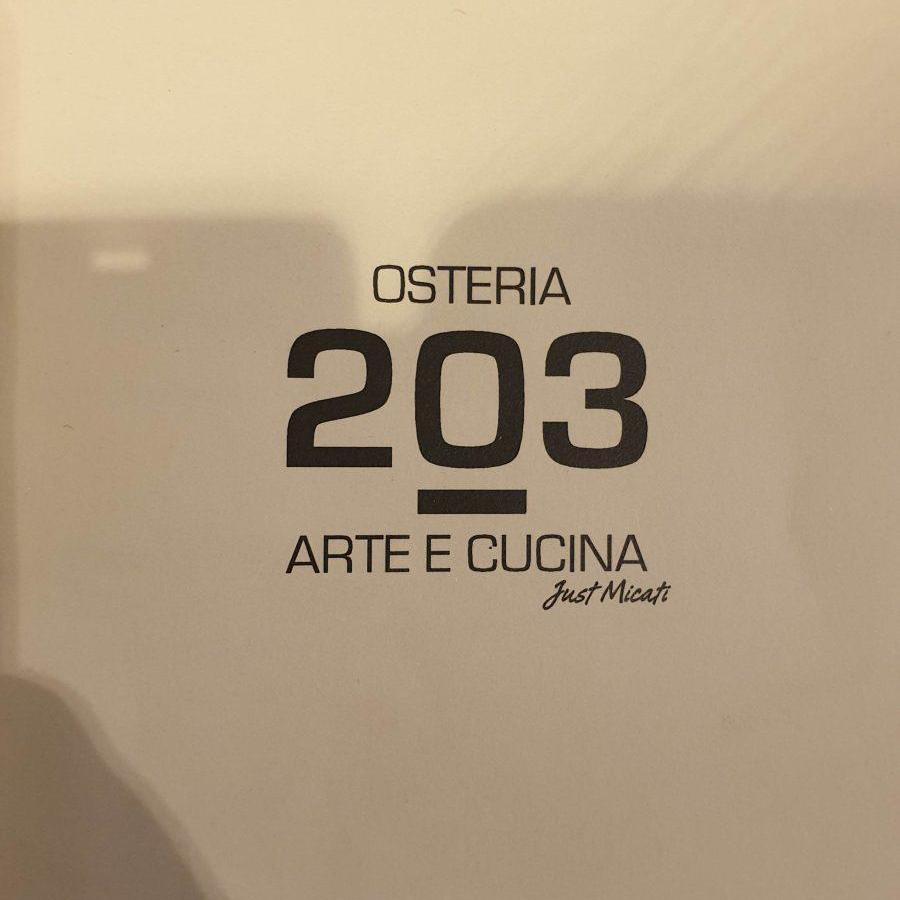 OSTERIA
203
ARTE E CUCINA
Just Micati